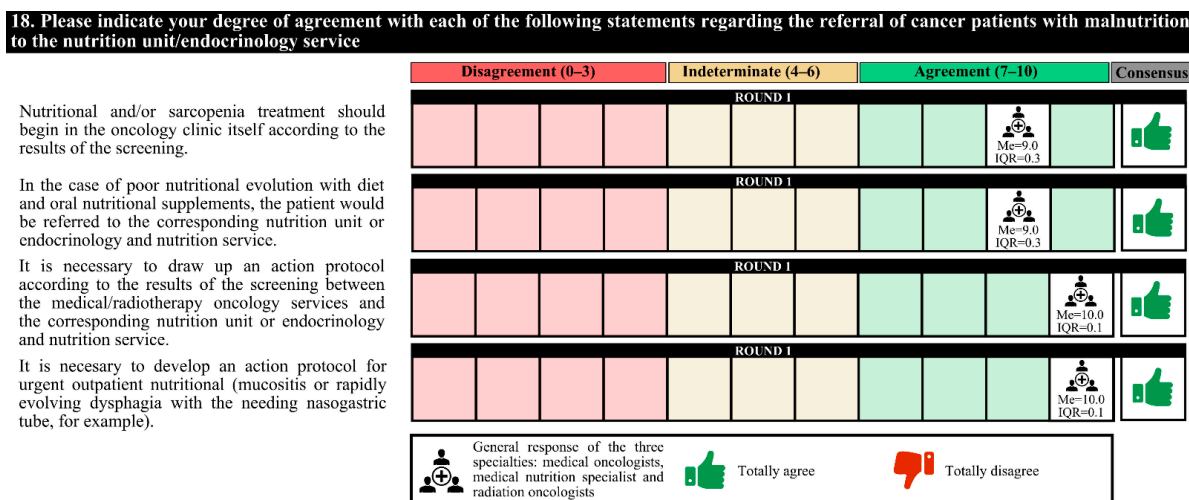 18. Please indicate your degree of agreement with each of the following statements regarding the referral of cancer patients with malnutrition
to the nutrition unit/endocrinology service
Disagreement (0–3)
Indeterminate (4–6)
Agreement (7–10)
Consensus
Nutritional and/or sarcopenia treatment should
begin in the oncology clinic itself according to the
results of the screening.
ROUND 1
Me=9.0
IQR=0.3
In the case of poor nutritional evolution with diet
and oral nutritional supplements, the patient would
be referred to the corresponding nutrition unit or
endocrinology and nutrition service.
ROUND 1
Me=9.0
IQR=0.3
It is necessary to draw up an action protocol
according to the results of the screening between
the medical/radiotherapy oncology services and
the corresponding nutrition unit or endocrinology
and nutrition service.
ROUND 1
Me=10.0
IQR=0.1
It is necesary to develop an action protocol for
urgent outpatient nutritional (mucositis or rapidly
evolving dysphagia with the needing nasogastric
tube, for example).
ROUND 1
Me=10.0
IQR=0.1
General response of the three
specialties: medical oncologists,
medical nutrition specialist and
radiation oncologists
Totally agree
Totally disagree